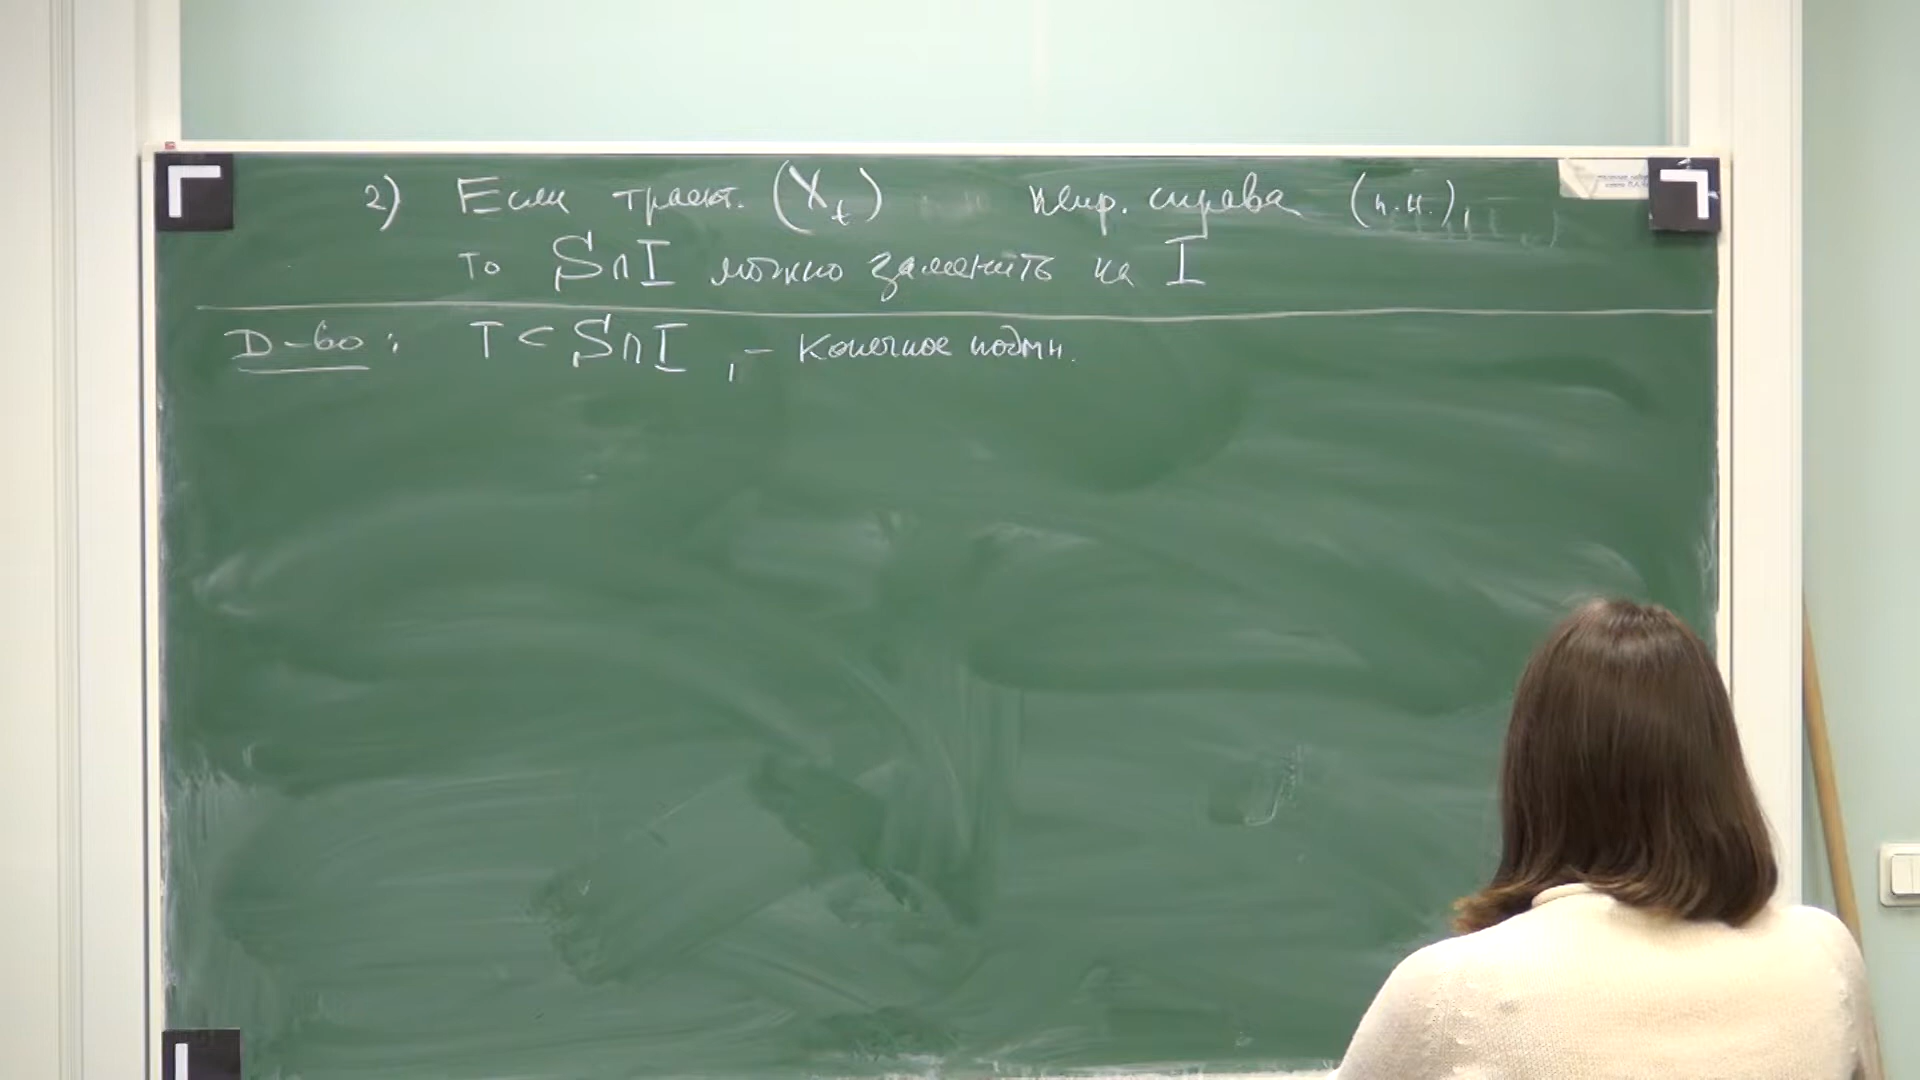 2) Если траект. (X_t) непр. справа (п.н.),
то S∩I можно заменить на I
D-во: T ⊂ S∩I, - конечное подмн.